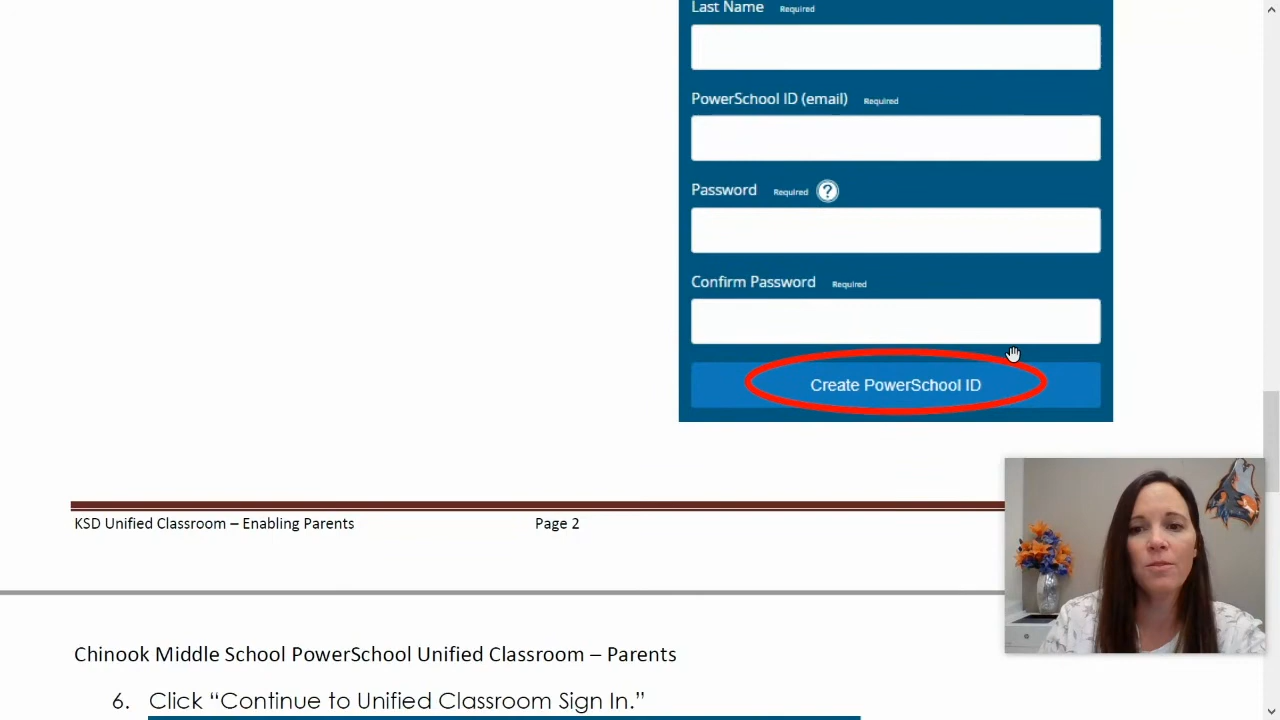 Last Name Required
PowerSchool ID (email) Required
Password Required ?
Confirm Password Required
Create PowerSchool ID
KSD Unified Classroom – Enabling Parents Page 2
Chinook Middle School PowerSchool Unified Classroom – Parents
6. Click “Continue to Unified Classroom Sign In.”